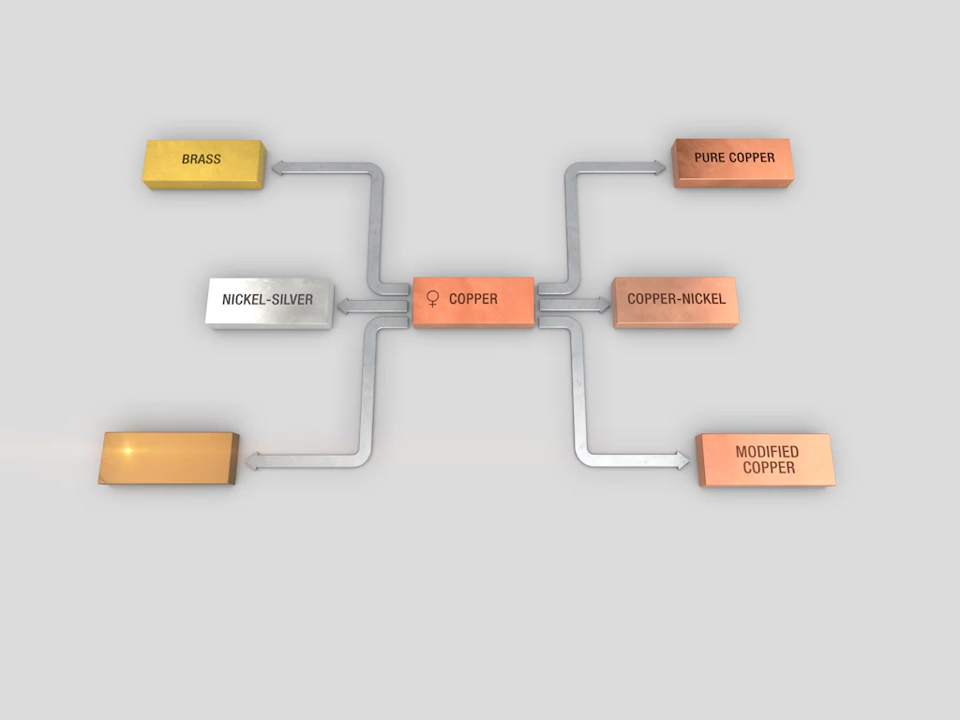 BRASS
PURE COPPER
NICKEL-SILVER
♀ COPPER
COPPER-NICKEL
MODIFIED
COPPER